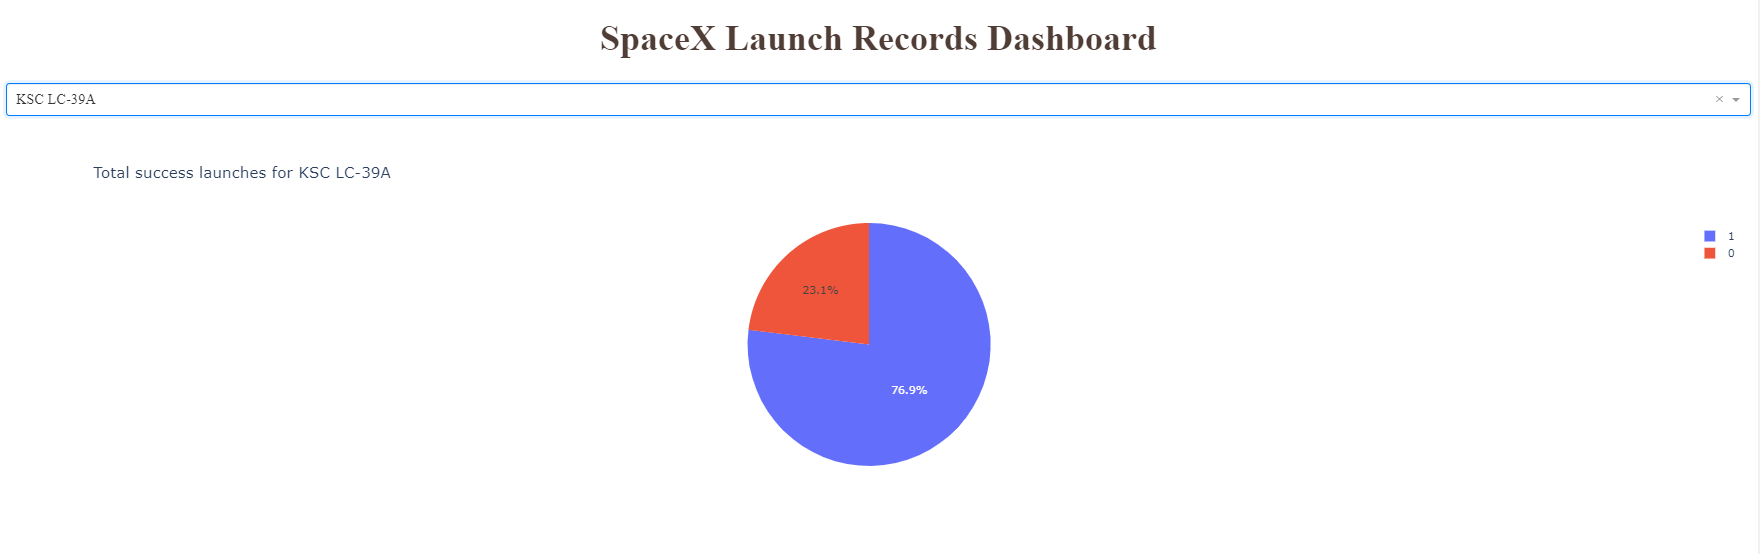 SpaceX Launch Records Dashboard
KSC LC-39A
×
Total success launches for KSC LC-39A
1
0
23.1%
76.9%